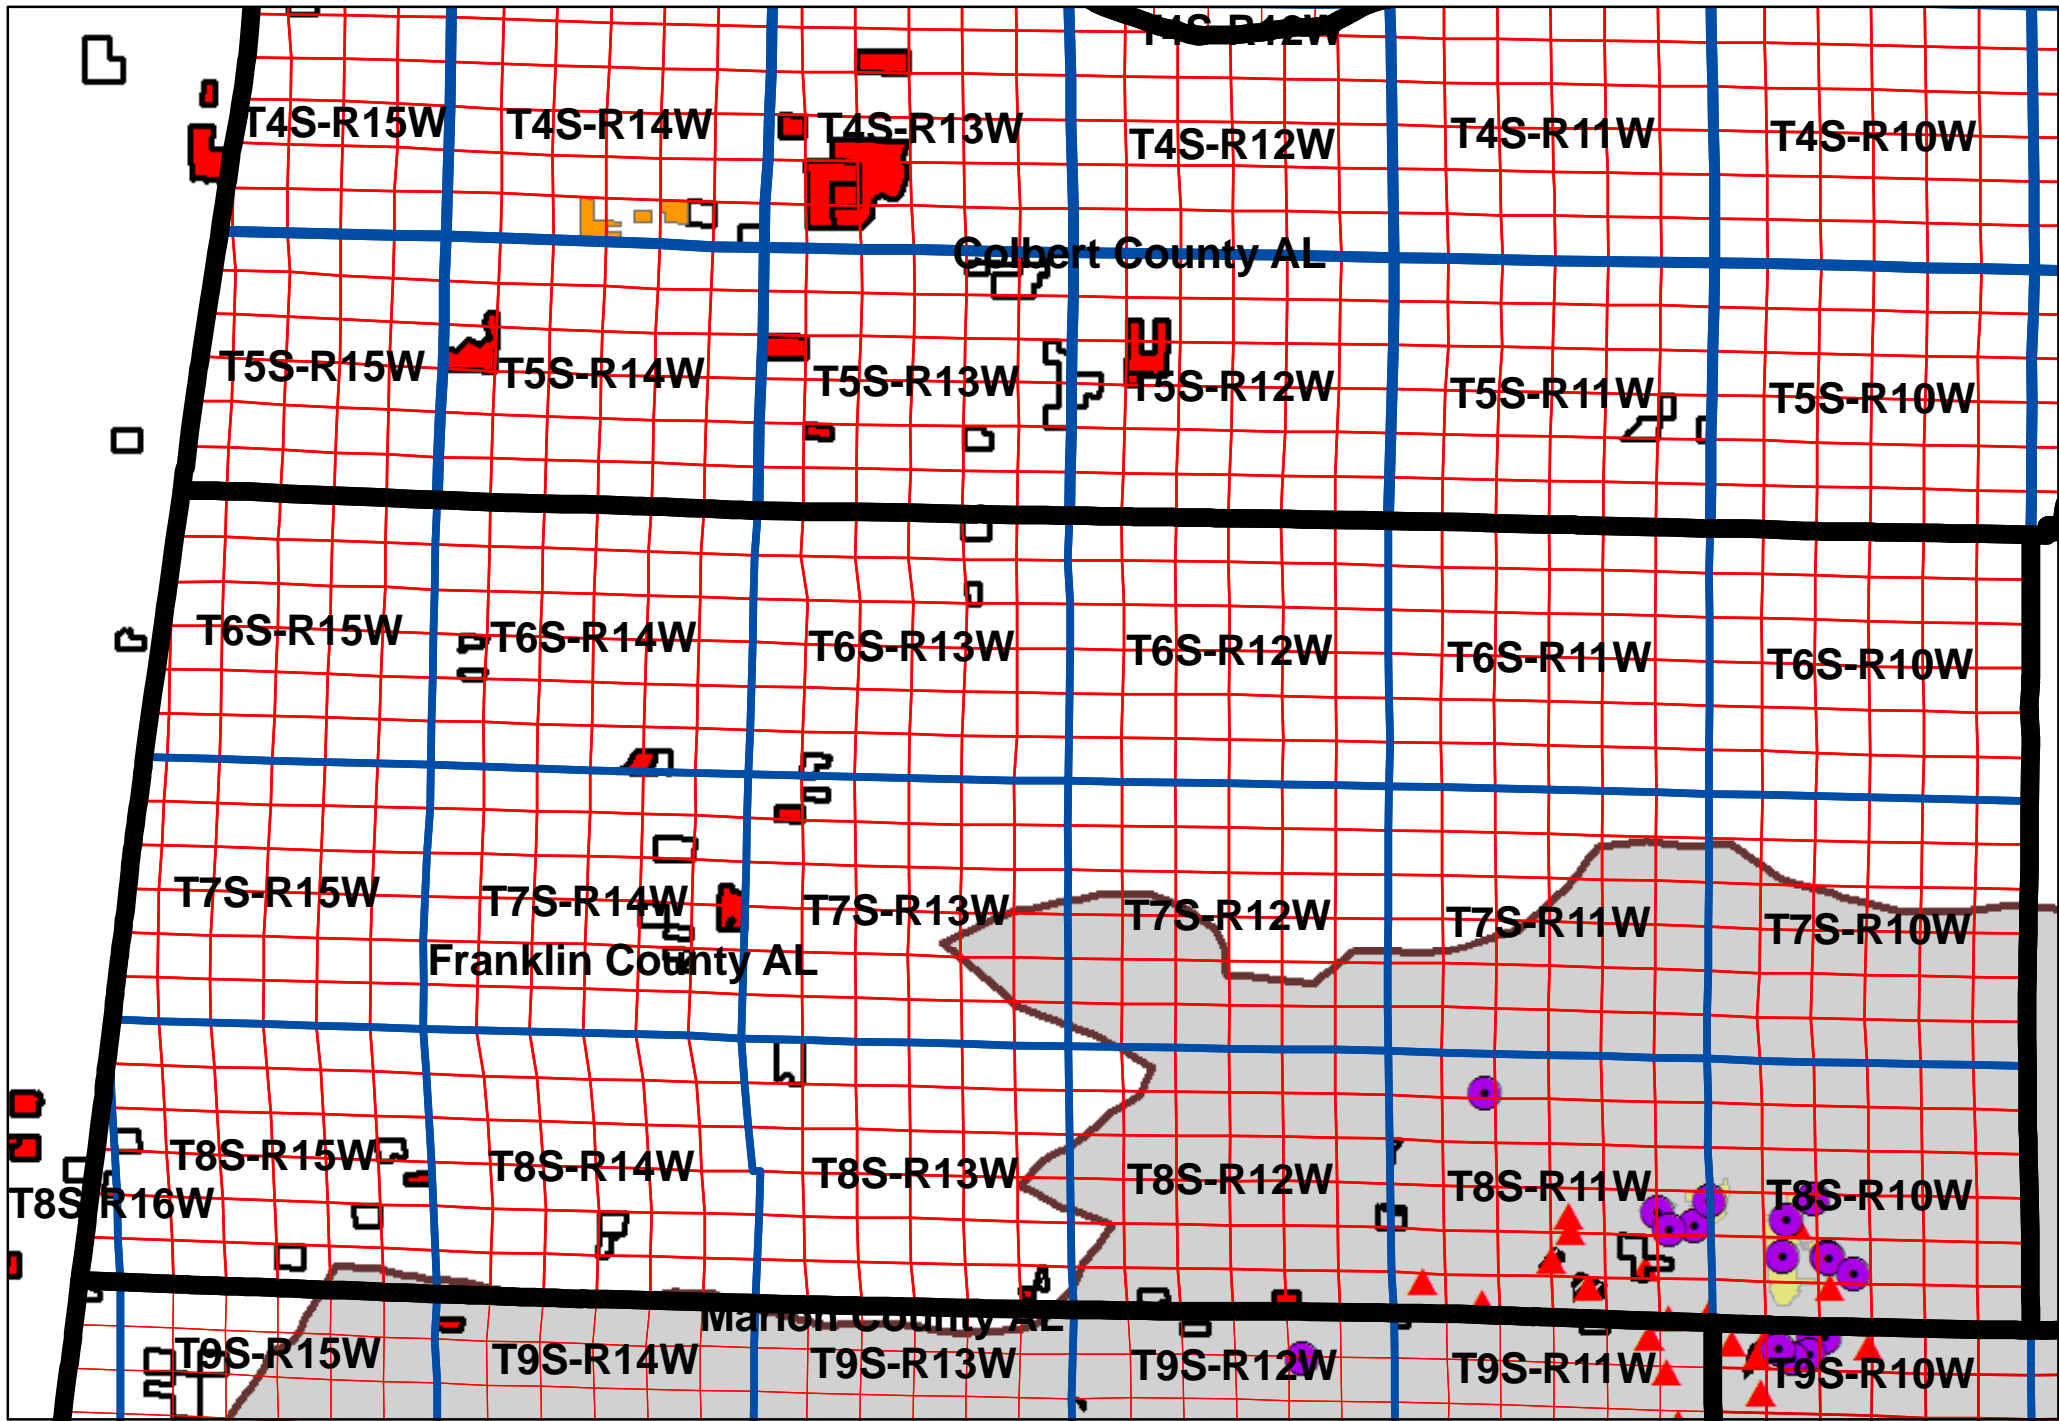 T4S-R12W
T4S-R15W
T4S-R14W
T4S-R13W
T4S-R12W
T4S-R11W
T4S-R10W
Colbert County AL
T5S-R15W
T5S-R14W
T5S-R13W
T5S-R12W
T5S-R11W
T5S-R10W
T6S-R15W
T6S-R14W
T6S-R13W
T6S-R12W
T6S-R11W
T6S-R10W
T7S-R15W
T7S-R14W
T7S-R13W
T7S-R12W
T7S-R11W
T7S-R10W
Franklin County AL
T8S-R15W
T8S-R14W
T8S-R13W
T8S-R12W
T8S-R11W
T8S-R10W
T8S-R16W
Marion County AL
T9S-R15W
T9S-R14W
T9S-R13W
T9S-R12W
T9S-R11W
T9S-R10W